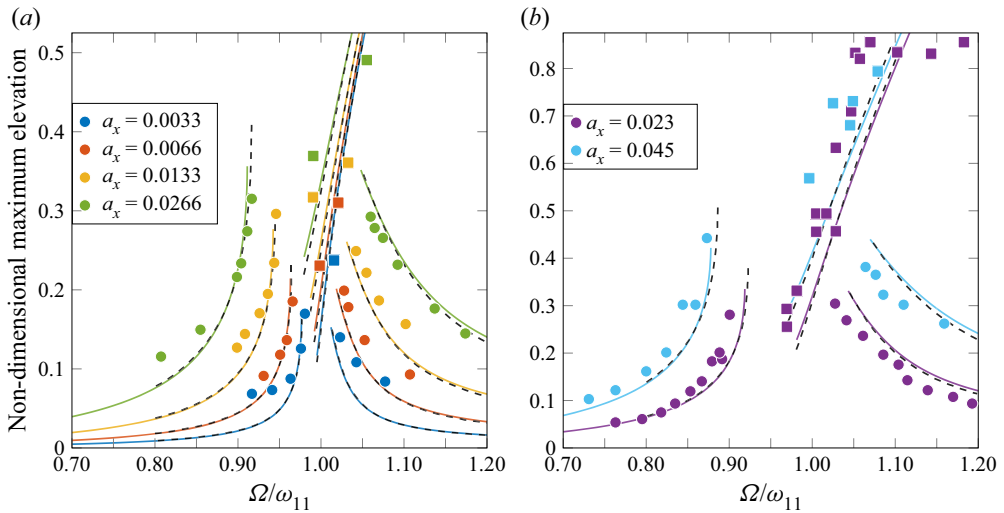 (a)
(b)
Non-dimensional maximum elevation
0.5
0.4
0.3
0.2
0.1
0
a_x = 0.0033
a_x = 0.0066
a_x = 0.0133
a_x = 0.0266
0.70 0.80 0.90 1.00 1.10 1.20
Ω/ω_11
0.8
0.7
0.6
0.5
0.4
0.3
0.2
0.1
0
a_x = 0.023
a_x = 0.045
0.70 0.80 0.90 1.00 1.10 1.20
Ω/ω_11